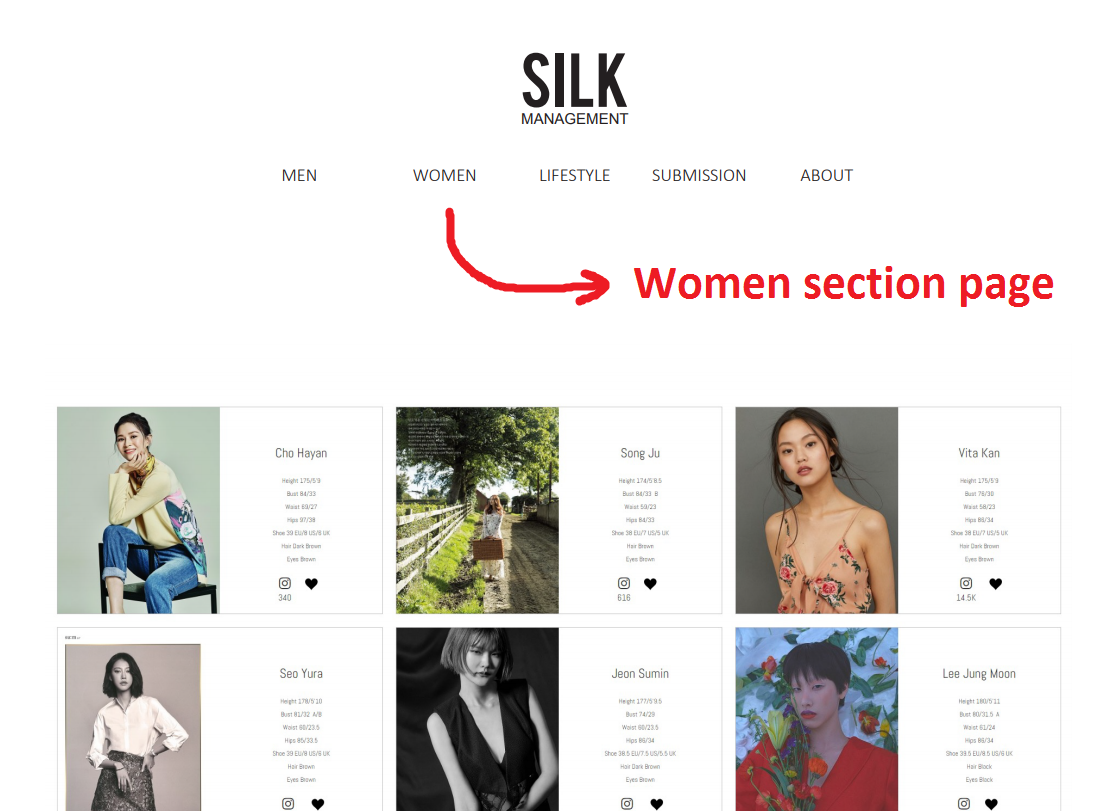 SILK
MANAGEMENT
MEN WOMEN LIFESTYLE SUBMISSION ABOUT
Women section page
Cho Hayan
Height 175/5'9
Bust 84/33
Waist 69/27
Hips 97/38
Shoe 39 EU/8 US/6 UK
Hair Dark Brown
Eyes Brown
340
Song Ju
Height 174/5'8.5
Bust 84/33 B
Waist 59/23
Hips 84/33
Shoe 38 EU/7 US/5 UK
Hair Dark Brown
Eyes Brown
616
Vita Kan
Height 175/5'9
Bust 76/30
Waist 58/23
Hips 86/34
Shoe 38 EU/7 US/5 UK
Hair Dark Brown
Eyes Brown
14.5K
Seo Yura
Height 178/5'10
Bust 81/32 A/B
Waist 60/23.5
Hips 85/33.5
Shoe 39 EU/8 US/6 UK
Hair Brown
Eyes Brown
Jeon Sumin
Height 177/5'9.5
Bust 74/29
Waist 60/23.5
Hips 86/34
Shoe 38.5 EU/7.5 US/5.5 UK
Hair Dark Brown
Eyes Brown
Lee Jung Moon
Height 180/5'11
Bust 80/31.5 A
Waist 61/24
Hips 86/34
Shoe 39.5 EU/8.5 US/6 UK
Hair Black
Eyes Black